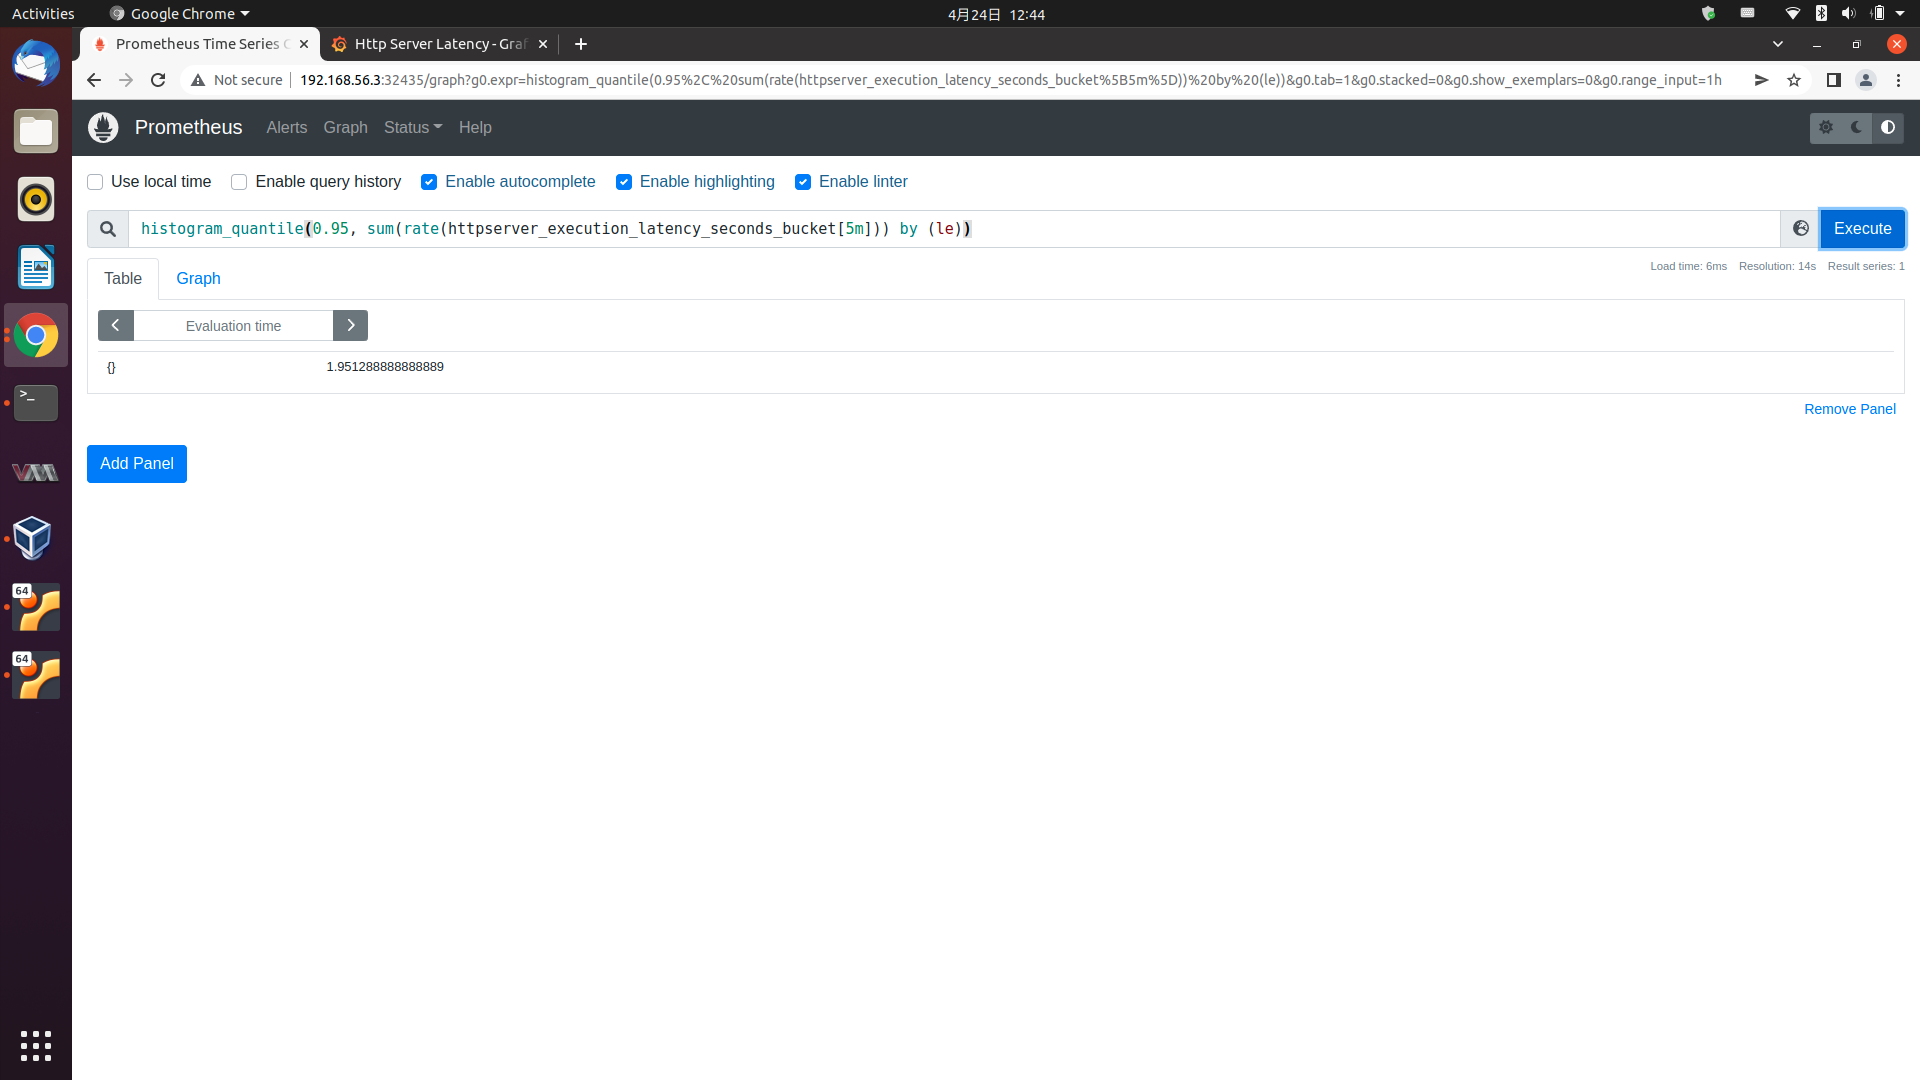 Activities
Google Chrome
4月24日 12:44
Prometheus Time Series C
Http Server Latency - Graf
Not secure
192.168.56.3:32435/graph?g0.expr=histogram_quantile(0.95%2C%20sum(rate(httpserver_execution_latency_seconds_bucket%5B5m%5D))%20by%20(le))&g0.tab=1&g0.stacked=0&g0.show_exemplars=0&g0.range_input=1h
Prometheus
Alerts
Graph
Status
Help
Use local time
Enable query history
Enable autocomplete
Enable highlighting
Enable linter
histogram_quantile(0.95, sum(rate(httpserver_execution_latency_seconds_bucket[5m])) by (le))
Execute
Table
Graph
Load time: 6ms
Resolution: 14s
Result series: 1
Evaluation time
{}
1.951288888888889
Remove Panel
Add Panel
>_
64
64